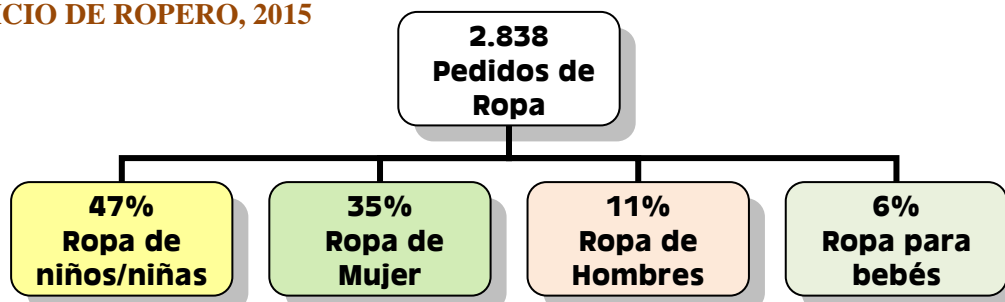 ICIO DE ROPERO, 2015
2.838
Pedidos de
Ropa
47%
Ropa de
niños/niñas
35%
Ropa de
Mujer
11%
Ropa de
Hombres
6%
Ropa para
bebés